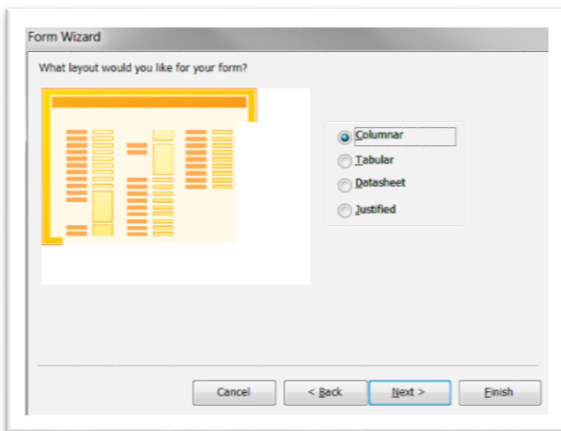 Form Wizard
What layout would you like for your form?
Columnar
Tabular
Datasheet
Justified
Cancel
< Back
Next >
Finish